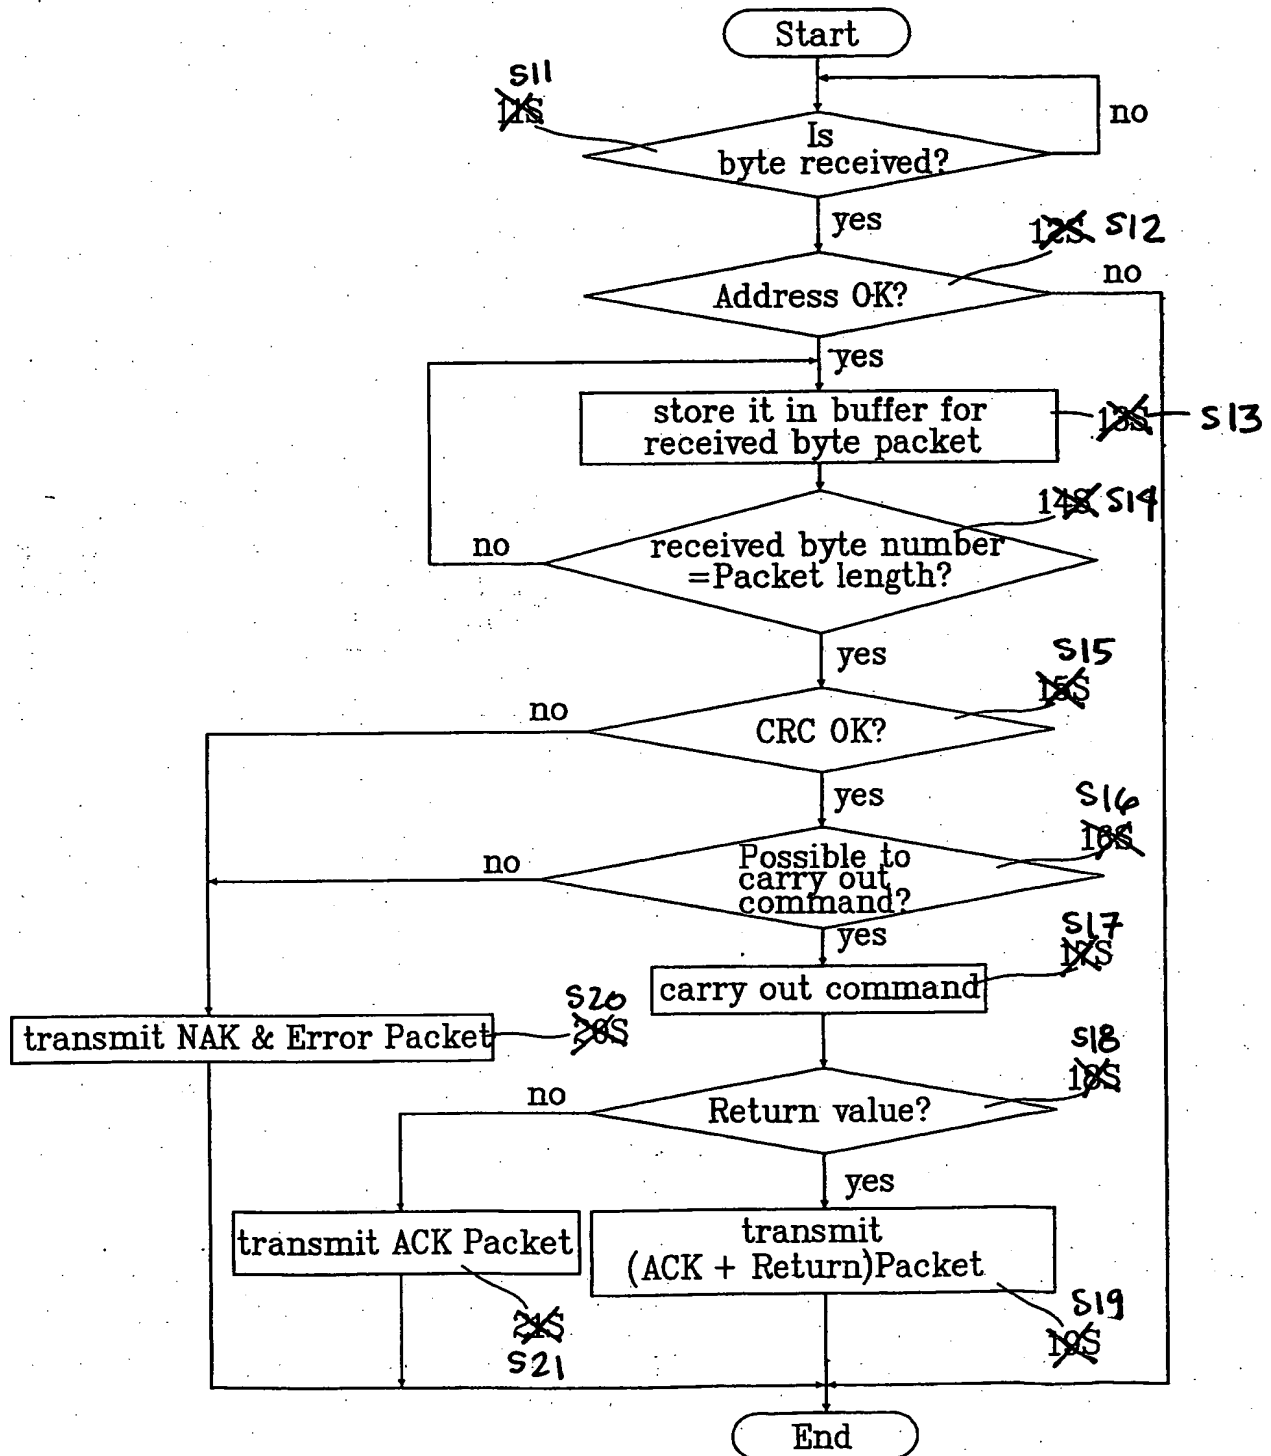 Start
S11
11S
no
Is
byte received?
yes
12S S12
no
Address OK?
yes
store it in buffer for
received byte packet
13S S13
14S S14
no
received byte number
=Packet length?
yes
S15
15S
no
CRC OK?
yes
S16
16S
no
Possible to
carry out
command?
yes
S17
17S
carry out command
S20
20S
transmit NAK & Error Packet
S18
18S
no
Return value?
yes
transmit ACK Packet
transmit
(ACK + Return)Packet
S19
19S
21S
S21
End